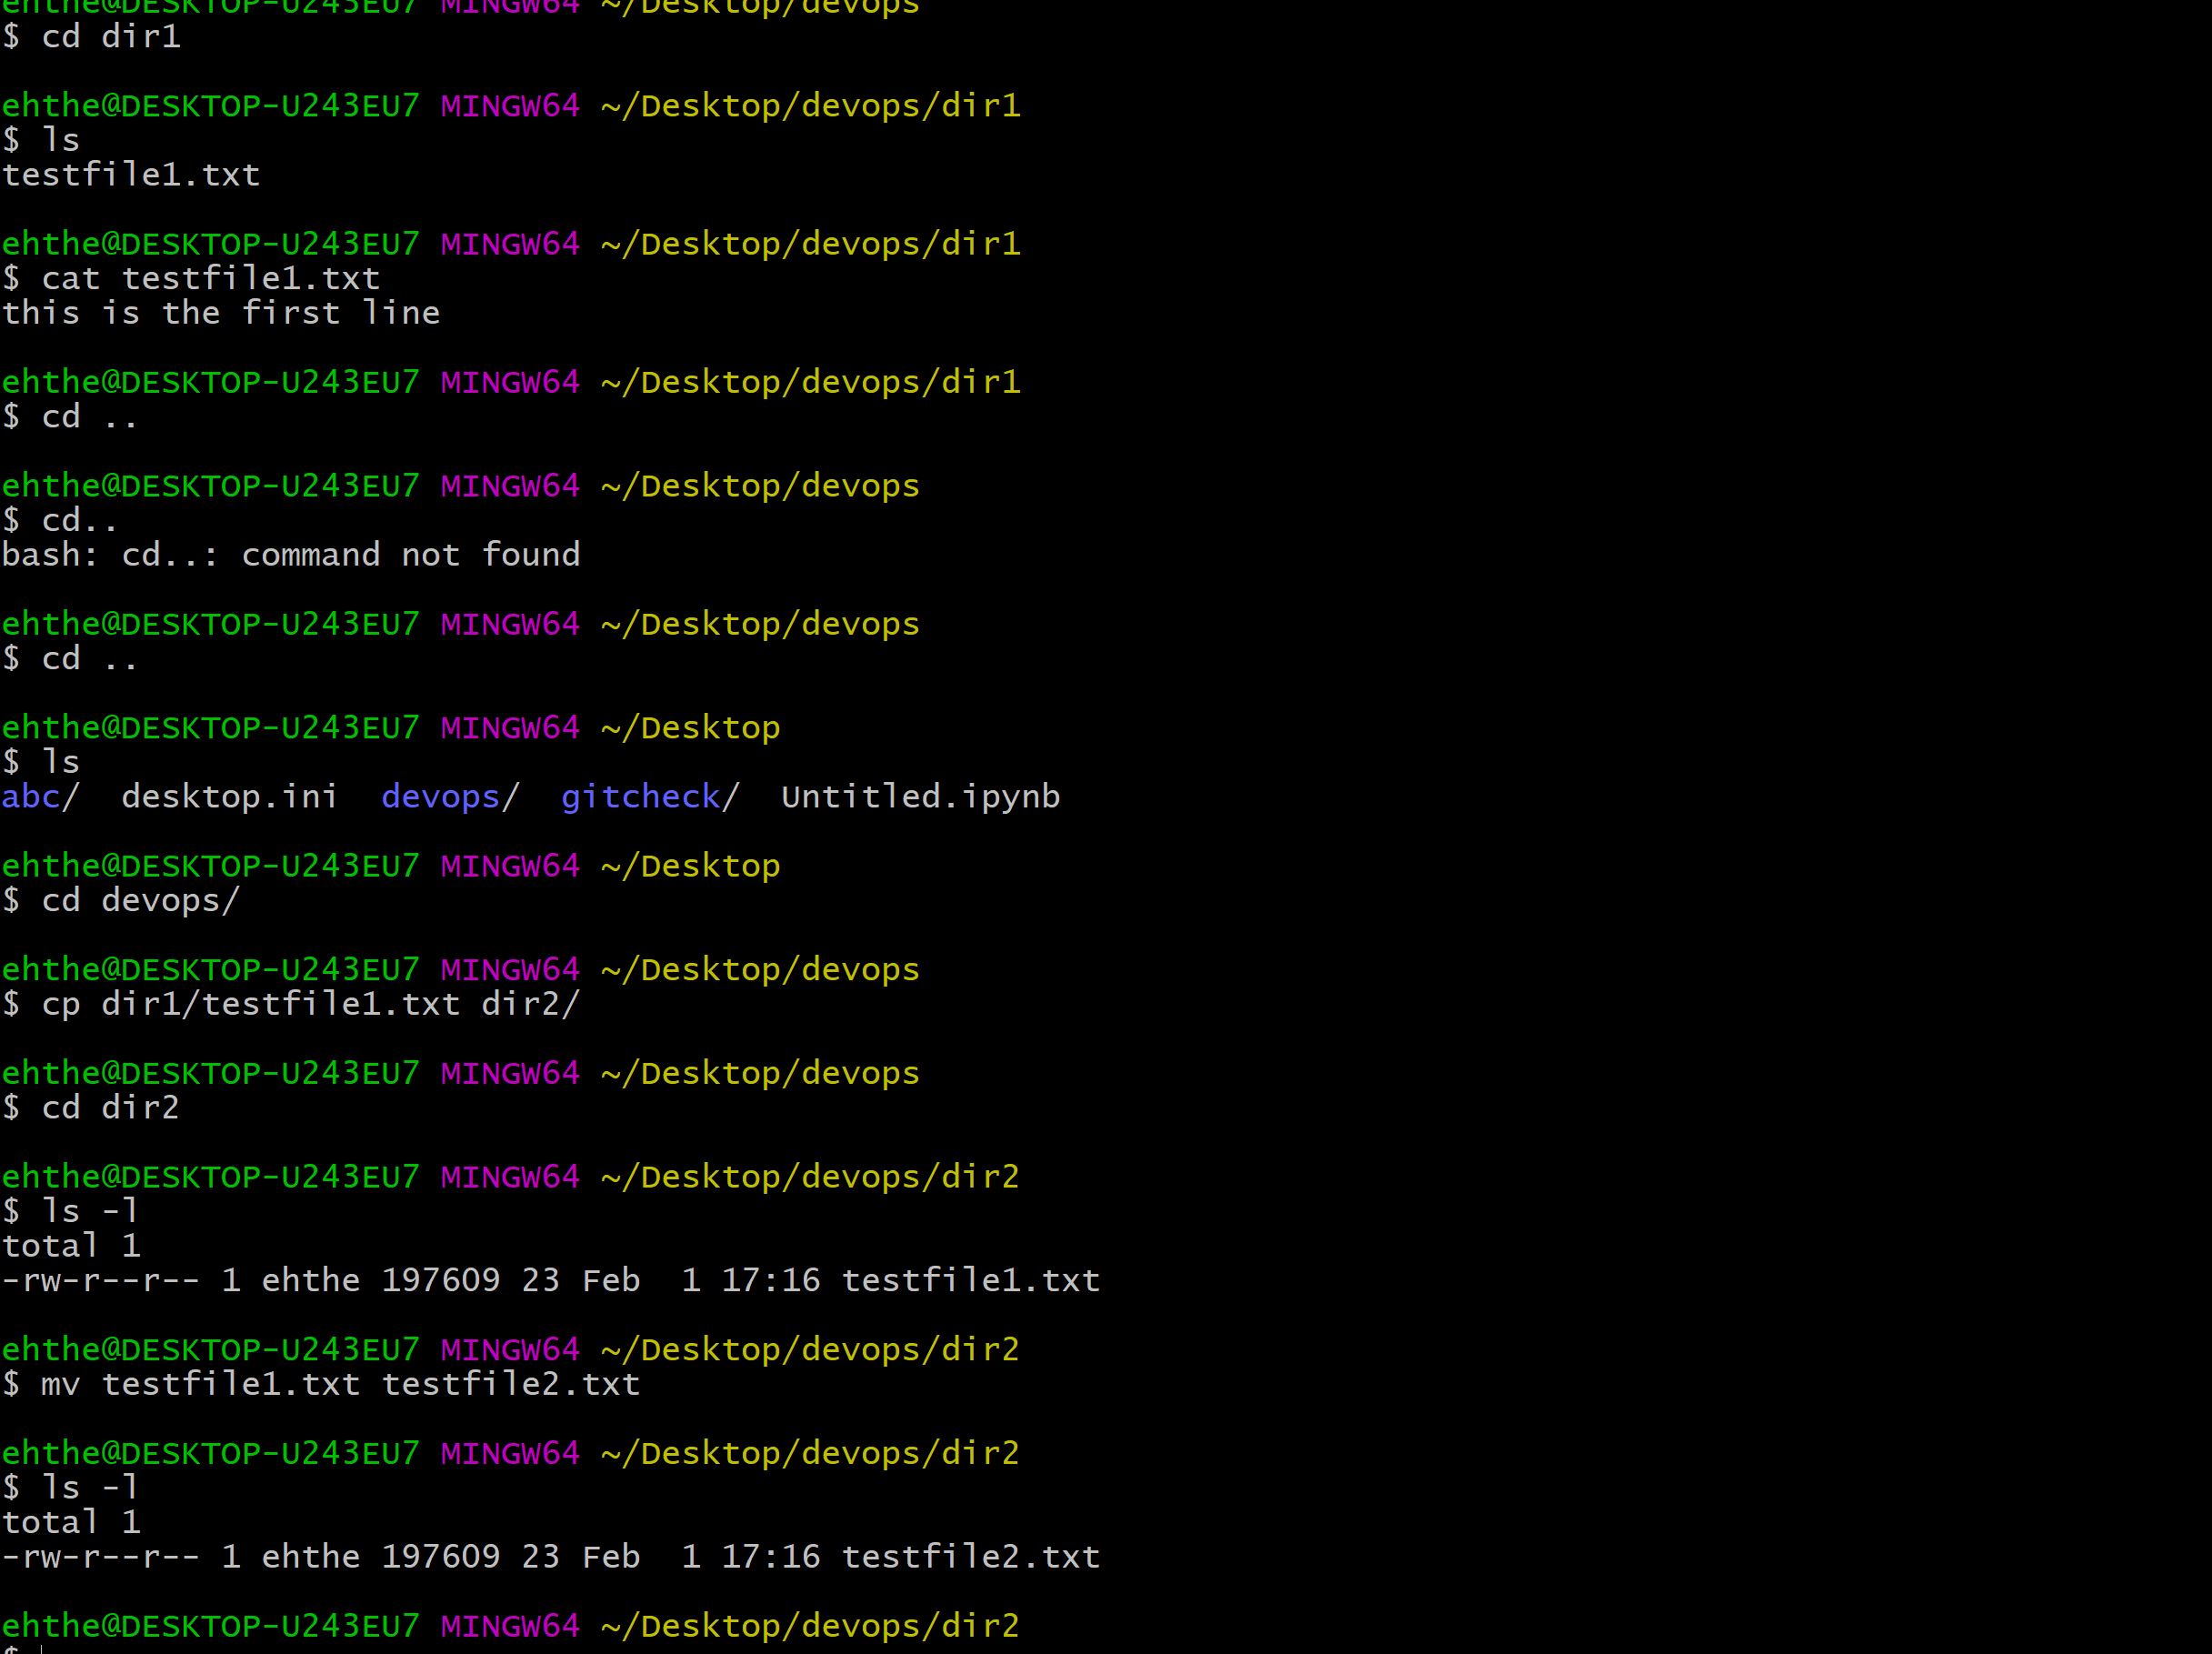 ehthe@DESKTOP-U243EU7 MINGW64 ~/Desktop/devops
$ cd dir1
ehthe@DESKTOP-U243EU7 MINGW64 ~/Desktop/devops/dir1
$ ls
testfile1.txt
ehthe@DESKTOP-U243EU7 MINGW64 ~/Desktop/devops/dir1
$ cat testfile1.txt
this is the first line
ehthe@DESKTOP-U243EU7 MINGW64 ~/Desktop/devops/dir1
$ cd ..
ehthe@DESKTOP-U243EU7 MINGW64 ~/Desktop/devops
$ cd..
bash: cd..: command not found
ehthe@DESKTOP-U243EU7 MINGW64 ~/Desktop/devops
$ cd ..
ehthe@DESKTOP-U243EU7 MINGW64 ~/Desktop
$ ls
abc/  desktop.ini  devops/  gitcheck/  Untitled.ipynb
ehthe@DESKTOP-U243EU7 MINGW64 ~/Desktop
$ cd devops/
ehthe@DESKTOP-U243EU7 MINGW64 ~/Desktop/devops
$ cp dir1/testfile1.txt dir2/
ehthe@DESKTOP-U243EU7 MINGW64 ~/Desktop/devops
$ cd dir2
ehthe@DESKTOP-U243EU7 MINGW64 ~/Desktop/devops/dir2
$ ls -l
total 1
-rw-r--r-- 1 ehthe 197609 23 Feb  1 17:16 testfile1.txt
ehthe@DESKTOP-U243EU7 MINGW64 ~/Desktop/devops/dir2
$ mv testfile1.txt testfile2.txt
ehthe@DESKTOP-U243EU7 MINGW64 ~/Desktop/devops/dir2
$ ls -l
total 1
-rw-r--r-- 1 ehthe 197609 23 Feb  1 17:16 testfile2.txt
ehthe@DESKTOP-U243EU7 MINGW64 ~/Desktop/devops/dir2
$